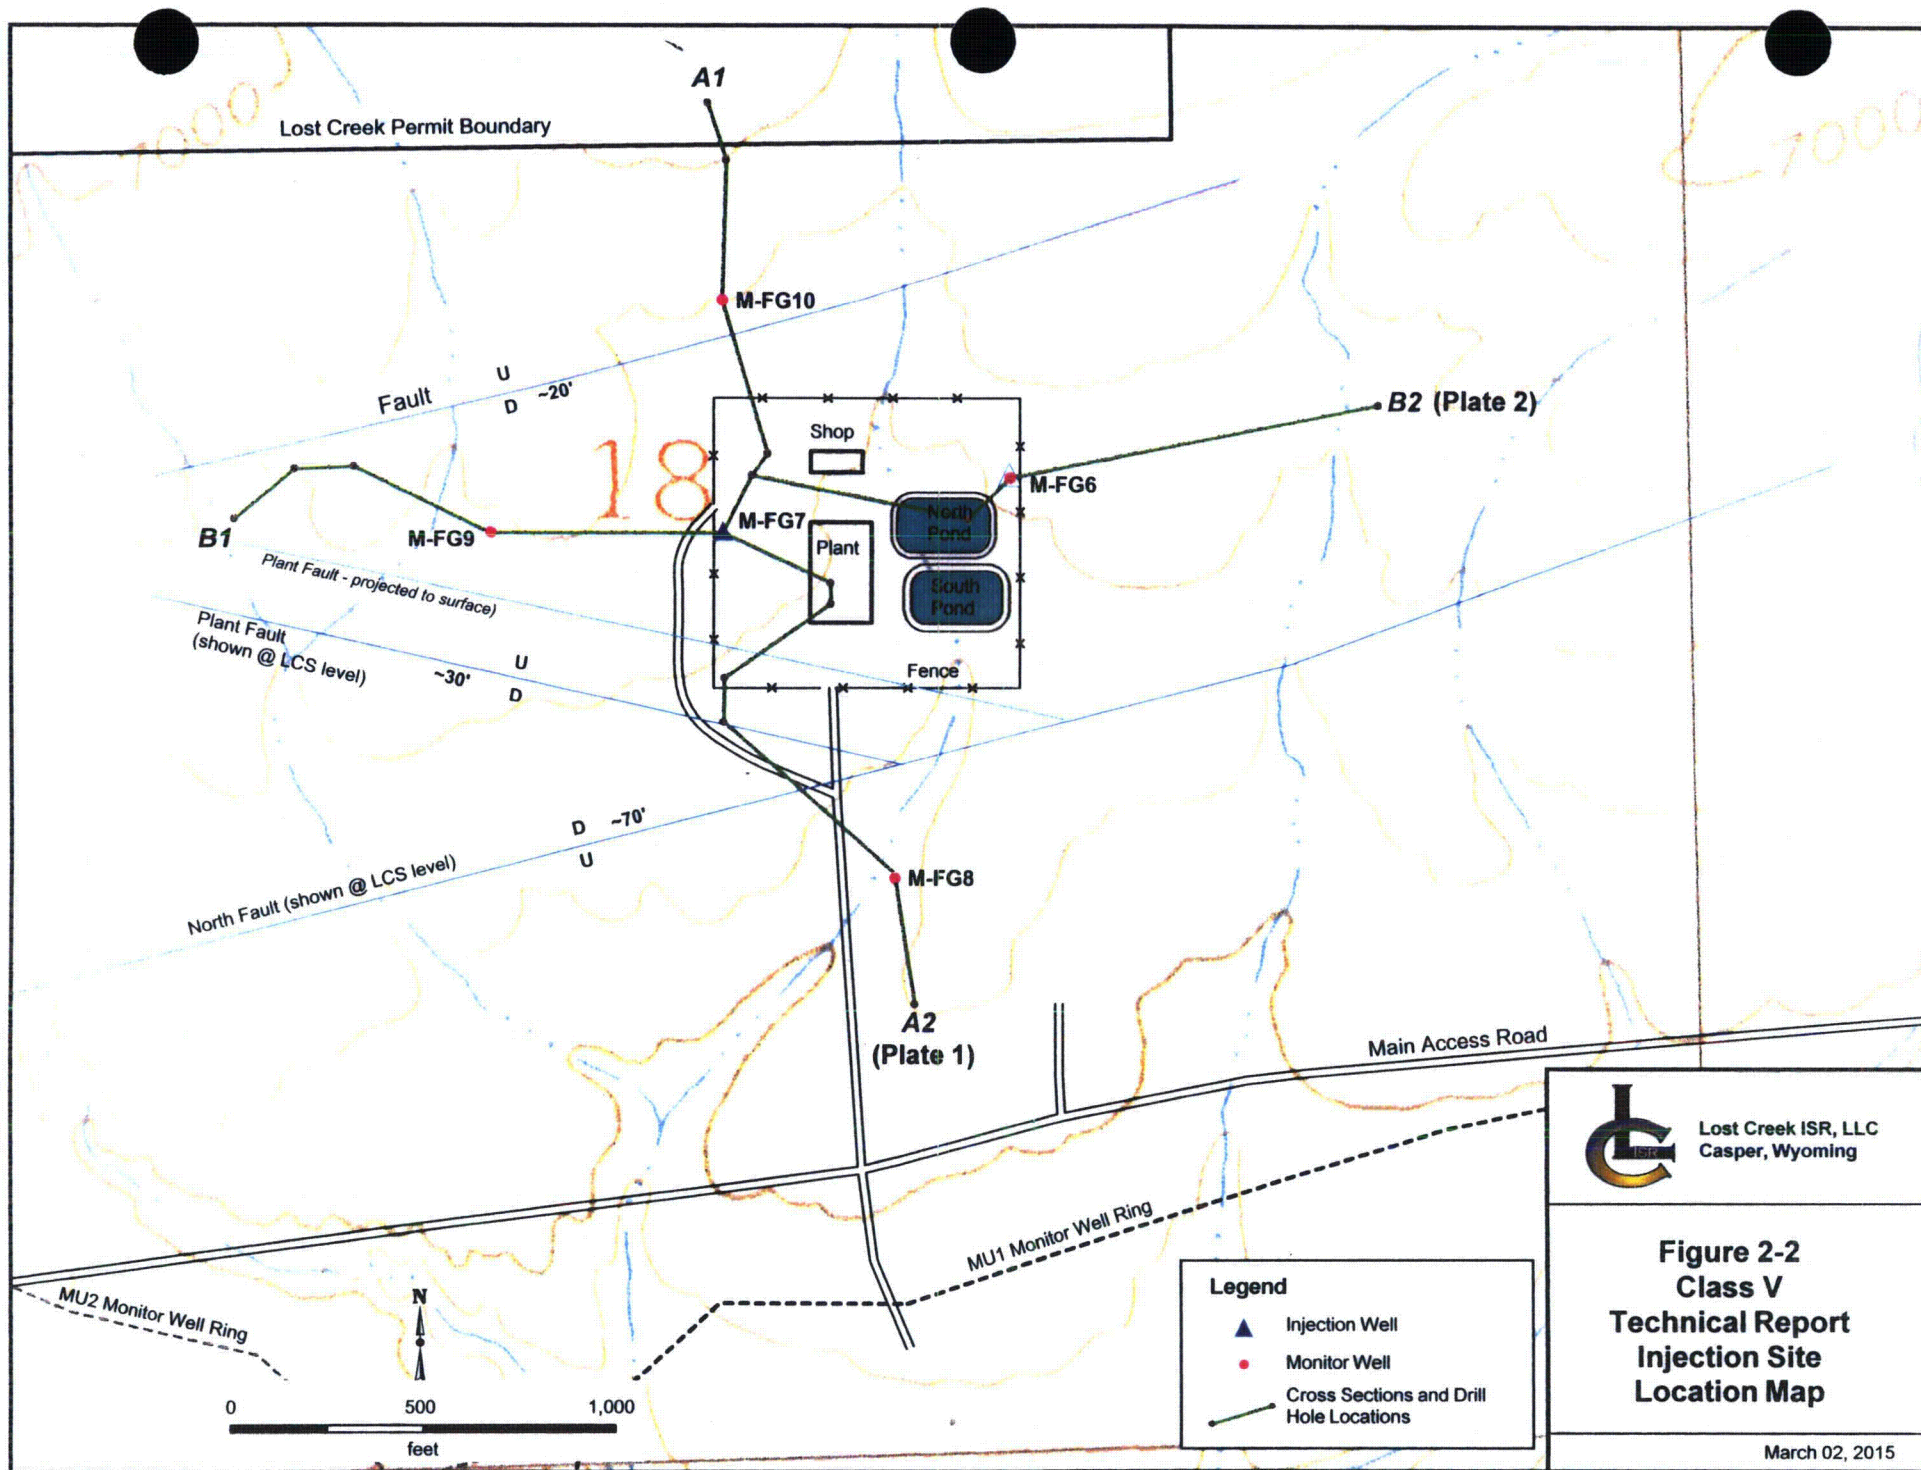 A1
7000
Lost Creek Permit Boundary
7000
M-FG10
U
Fault
D ~20'
B2 (Plate 2)
Shop
18
M-FG6
North
Pond
M-FG7
B1
M-FG9
Plant
Plant Fault - projected to surface)
South
Pond
Plant Fault
(shown @ LCS level)
U
~30'
D
Fence
D ~70'
U
North Fault (shown @ LCS level)
M-FG8
A2
(Plate 1)
Main Access Road
MU1 Monitor Well Ring
MU2 Monitor Well Ring
N
0 500 1,000
feet
Legend
Injection Well
Monitor Well
Cross Sections and Drill
Hole Locations
LC
ISR
Lost Creek ISR, LLC
Casper, Wyoming
Figure 2-2
Class V
Technical Report
Injection Site
Location Map
March 02, 2015